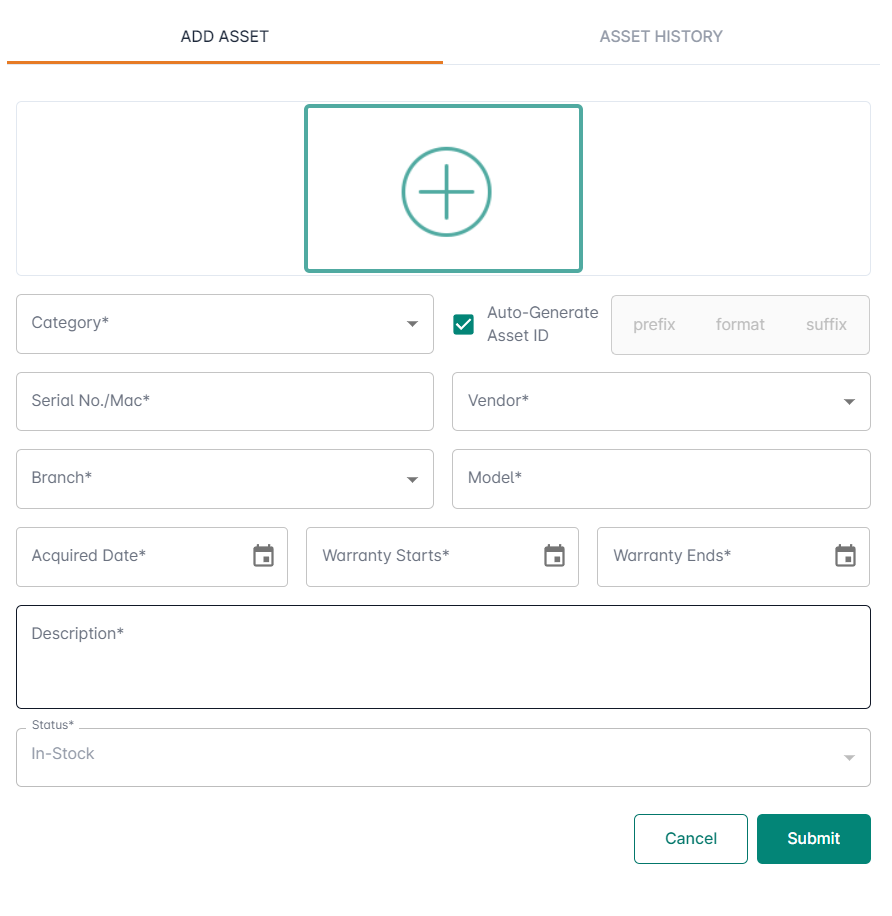 ADD ASSET
ASSET HISTORY
Category*
Auto-Generate
Asset ID
prefix format suffix
Serial No./Mac*
Vendor*
Branch*
Model*
Acquired Date*
Warranty Starts*
Warranty Ends*
Description*
Status*
In-Stock
Cancel
Submit